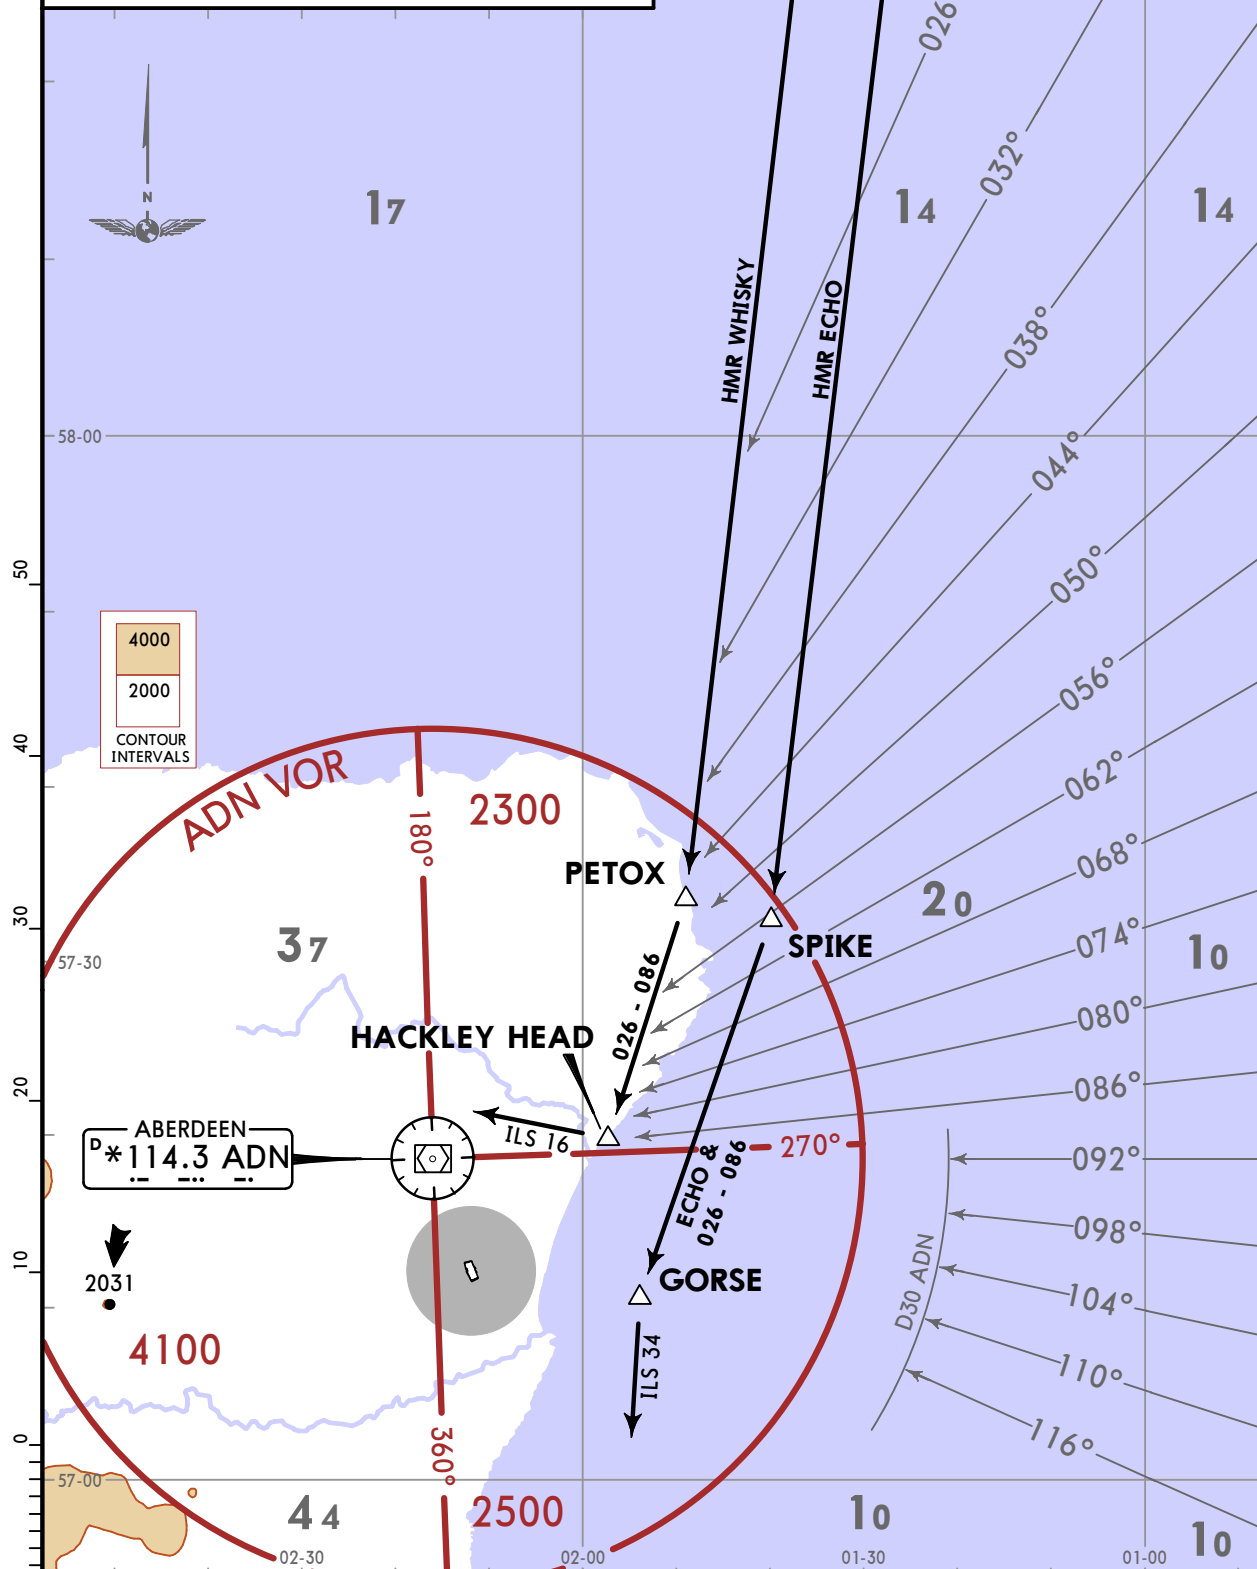 026
032°
N
17
14
14
HMR WHISKY
HMR ECHO
038°
58-00
044°
50
050°
4000
2000
CONTOUR
INTERVALS
056°
40
ADN VOR
2300
062°
180°
PETOX
068°
30
20
37
SPIKE
074°
10
57-30
026 - 086
080°
HACKLEY HEAD
20
086°
ABERDEEN
D *114.3 ADN
ILS 16
270°
092°
ECHO &
026 - 086
098°
10
2031
GORSE
D30 ADN
104°
4100
ILS 34
110°
0
360°
116°
57-00
44
2500
10
10
02-30
02-00
01-30
01-00